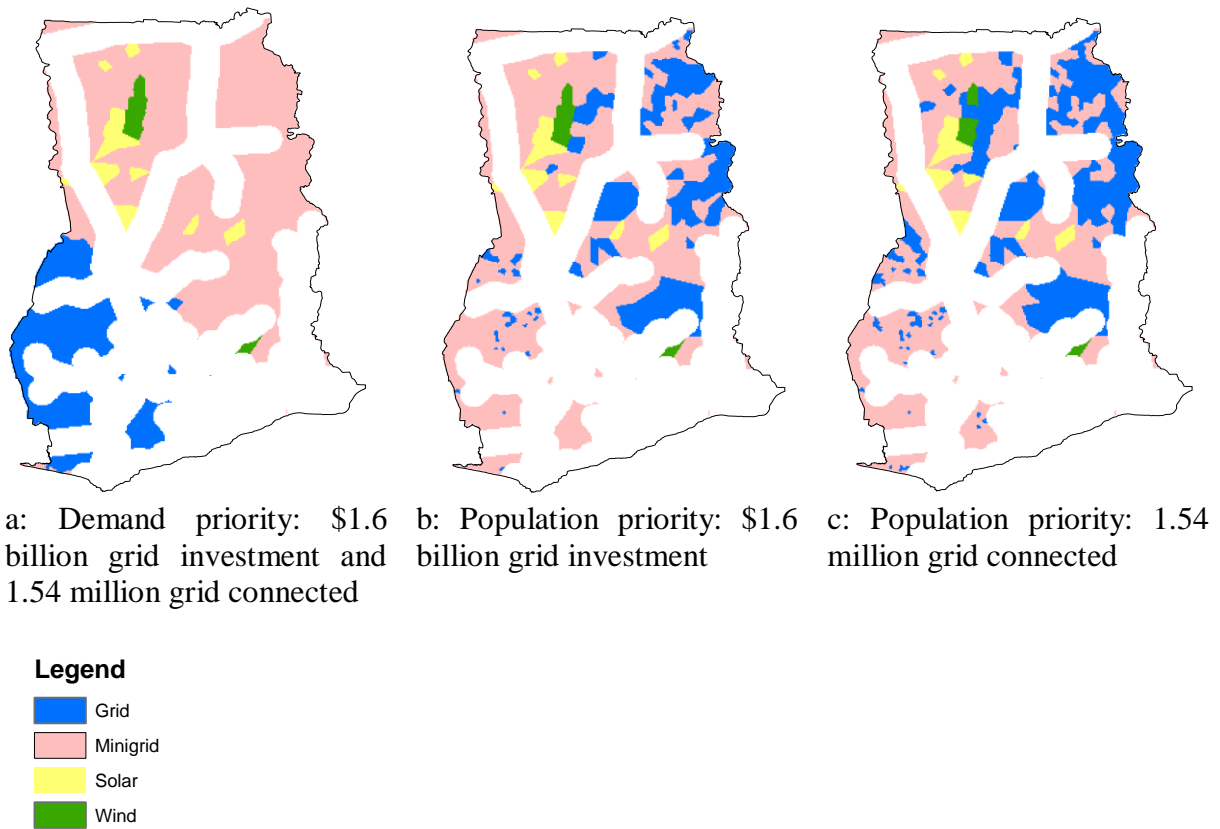 a: Demand priority: $1.6
billion grid investment and
1.54 million grid connected
b: Population priority: $1.6
billion grid investment
c: Population priority: 1.54
million grid connected
Legend
Grid
Minigrid
Solar
Wind